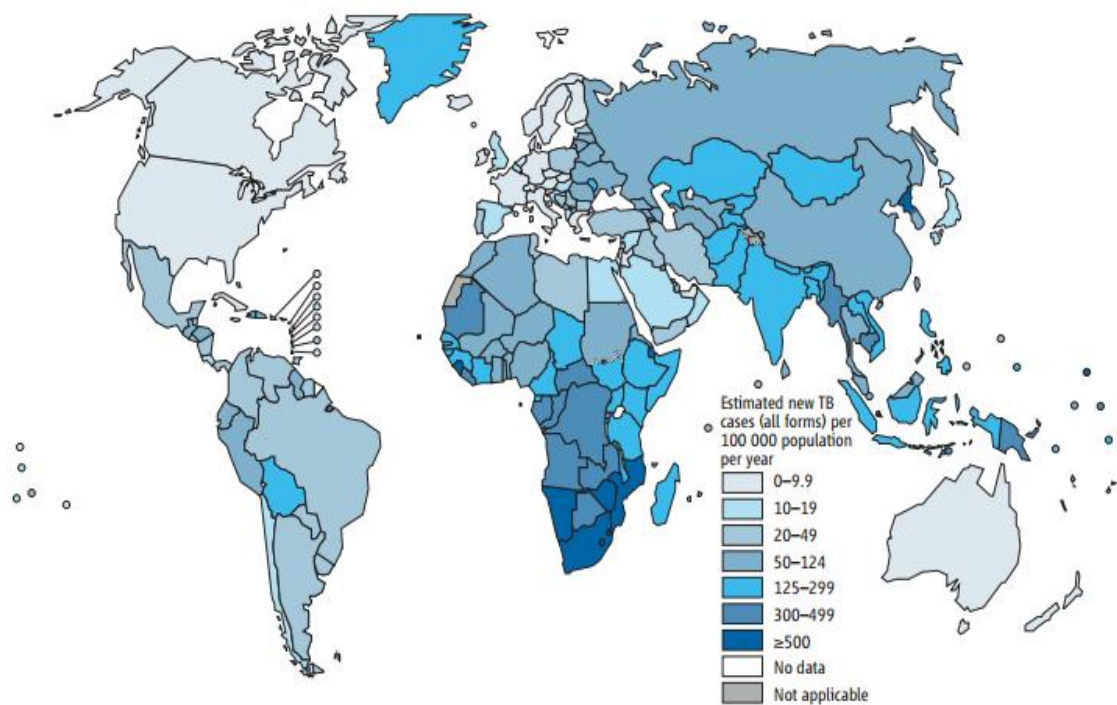 Estimated new TB
cases (all forms) per
100 000 population
per year
0–9.9
10–19
20–49
50–124
125–299
300–499
≥500
No data
Not applicable